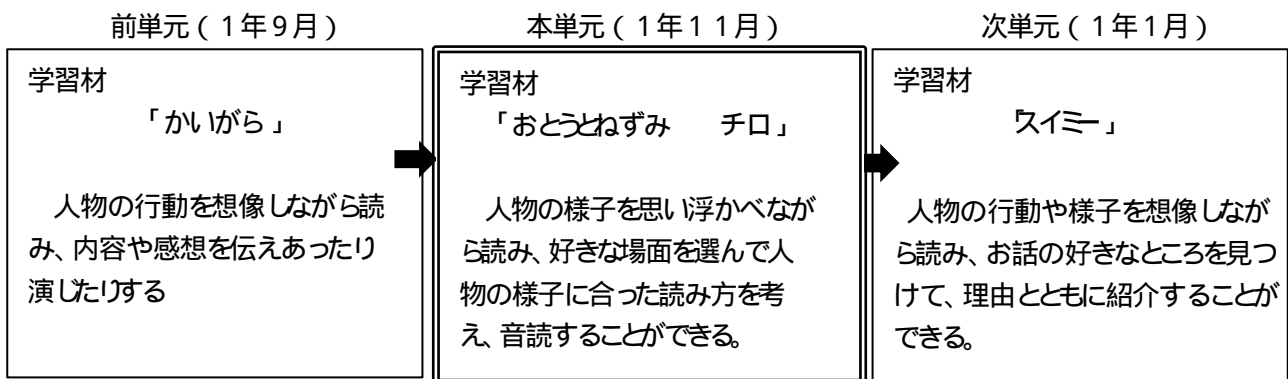 前単元(1年9月)
学習材
「かいがら」
人物の行動を想像しながら読
み、内容や感想を伝えあったり
演じたりする
本単元(1年11月)
学習材
「おとうとねずみ　　チロ」
人物の様子を思い浮かべなが
ら読み、好きな場面を選んで人
物の様子に合った読み方を考
え、音読することができる。
次単元(1年1月)
学習材
「スイミー」
人物の行動や様子を想像しなが
ら読み、お話の好きなところを見つ
けて、理由とともに紹介することが
できる。